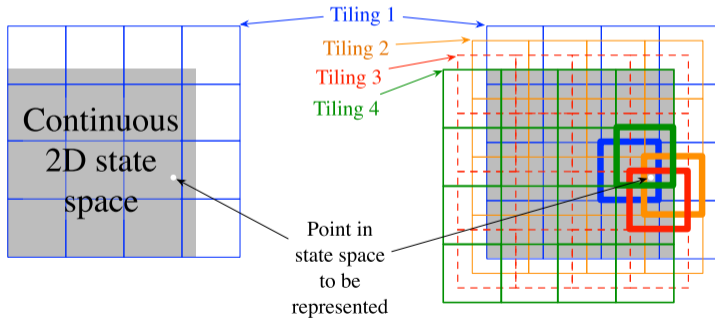 Tiling 1
Tiling 2
Tiling 3
Tiling 4
Continuous
2D state
space
Point in
state space
to be
represented